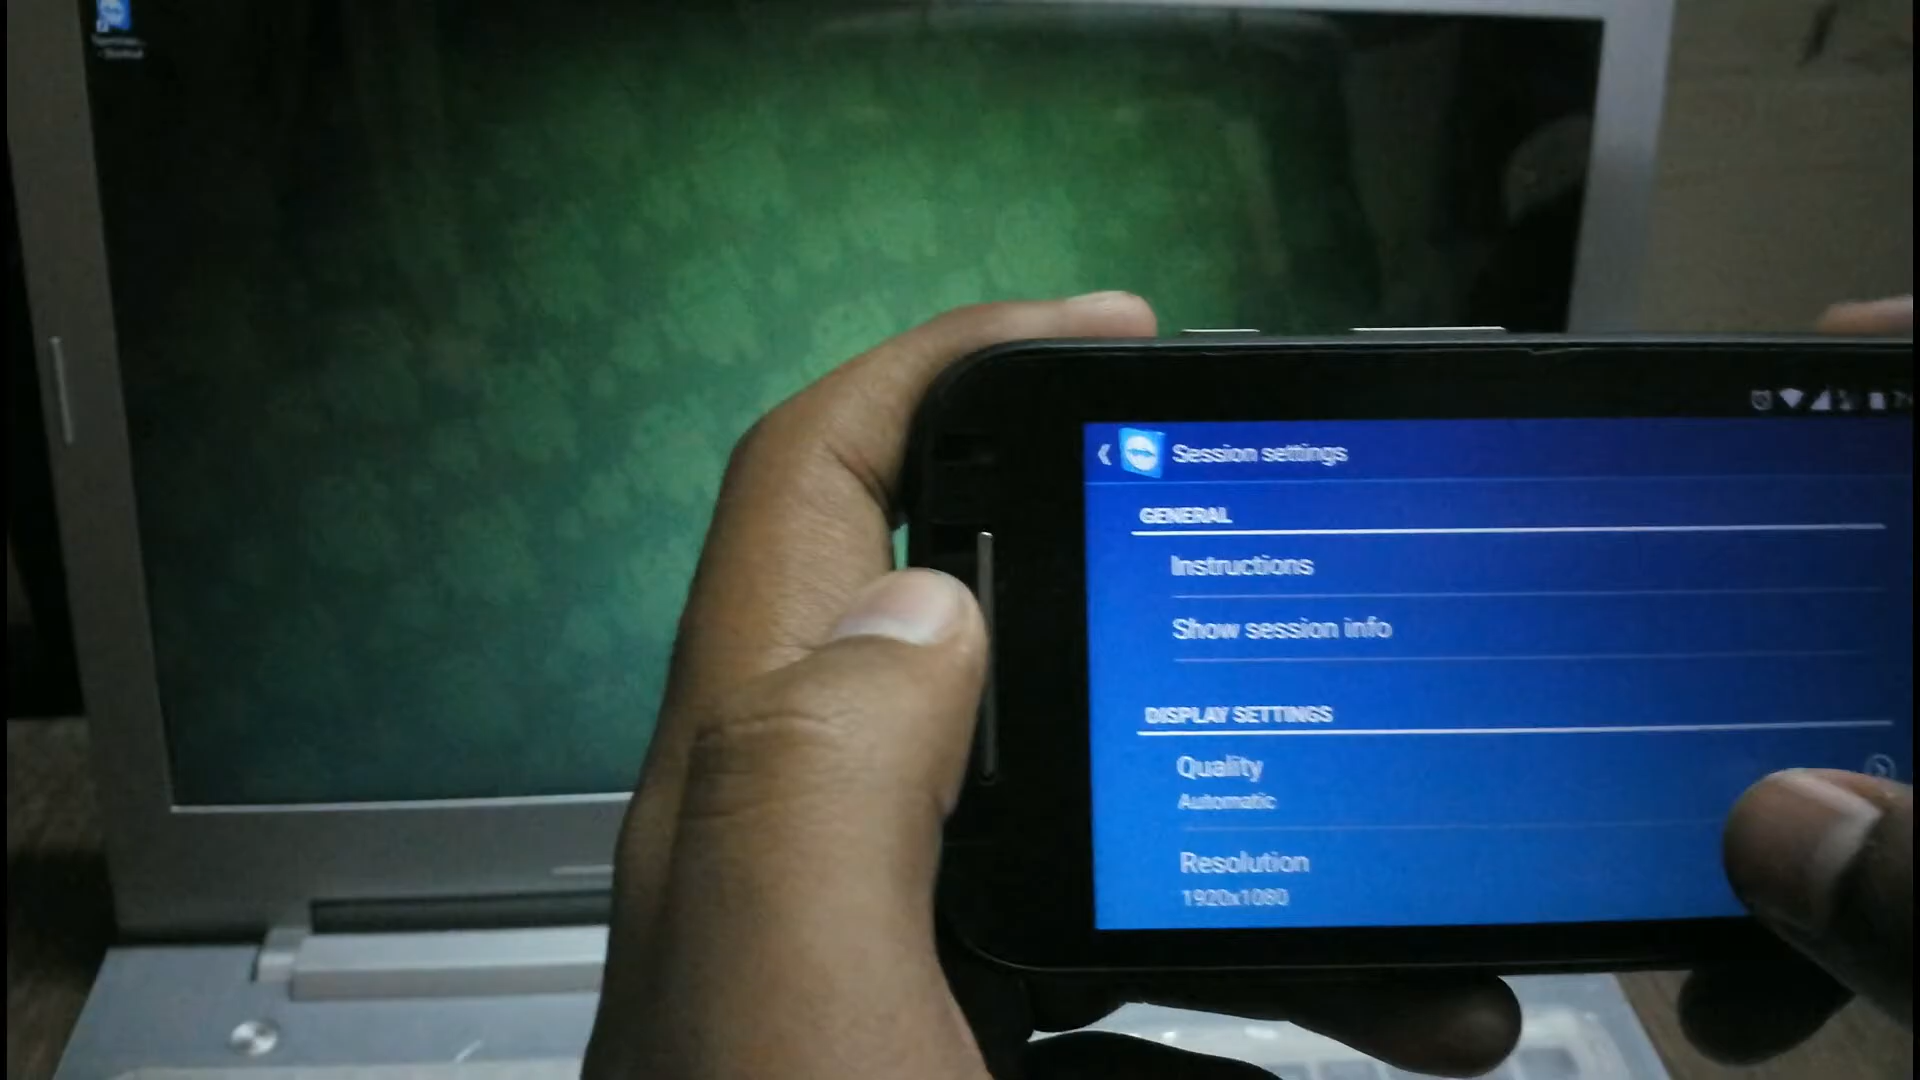 Session settings
GENERAL
Instructions
Show session info
DISPLAY SETTINGS
Quality
Automatic
Resolution
1920x1080